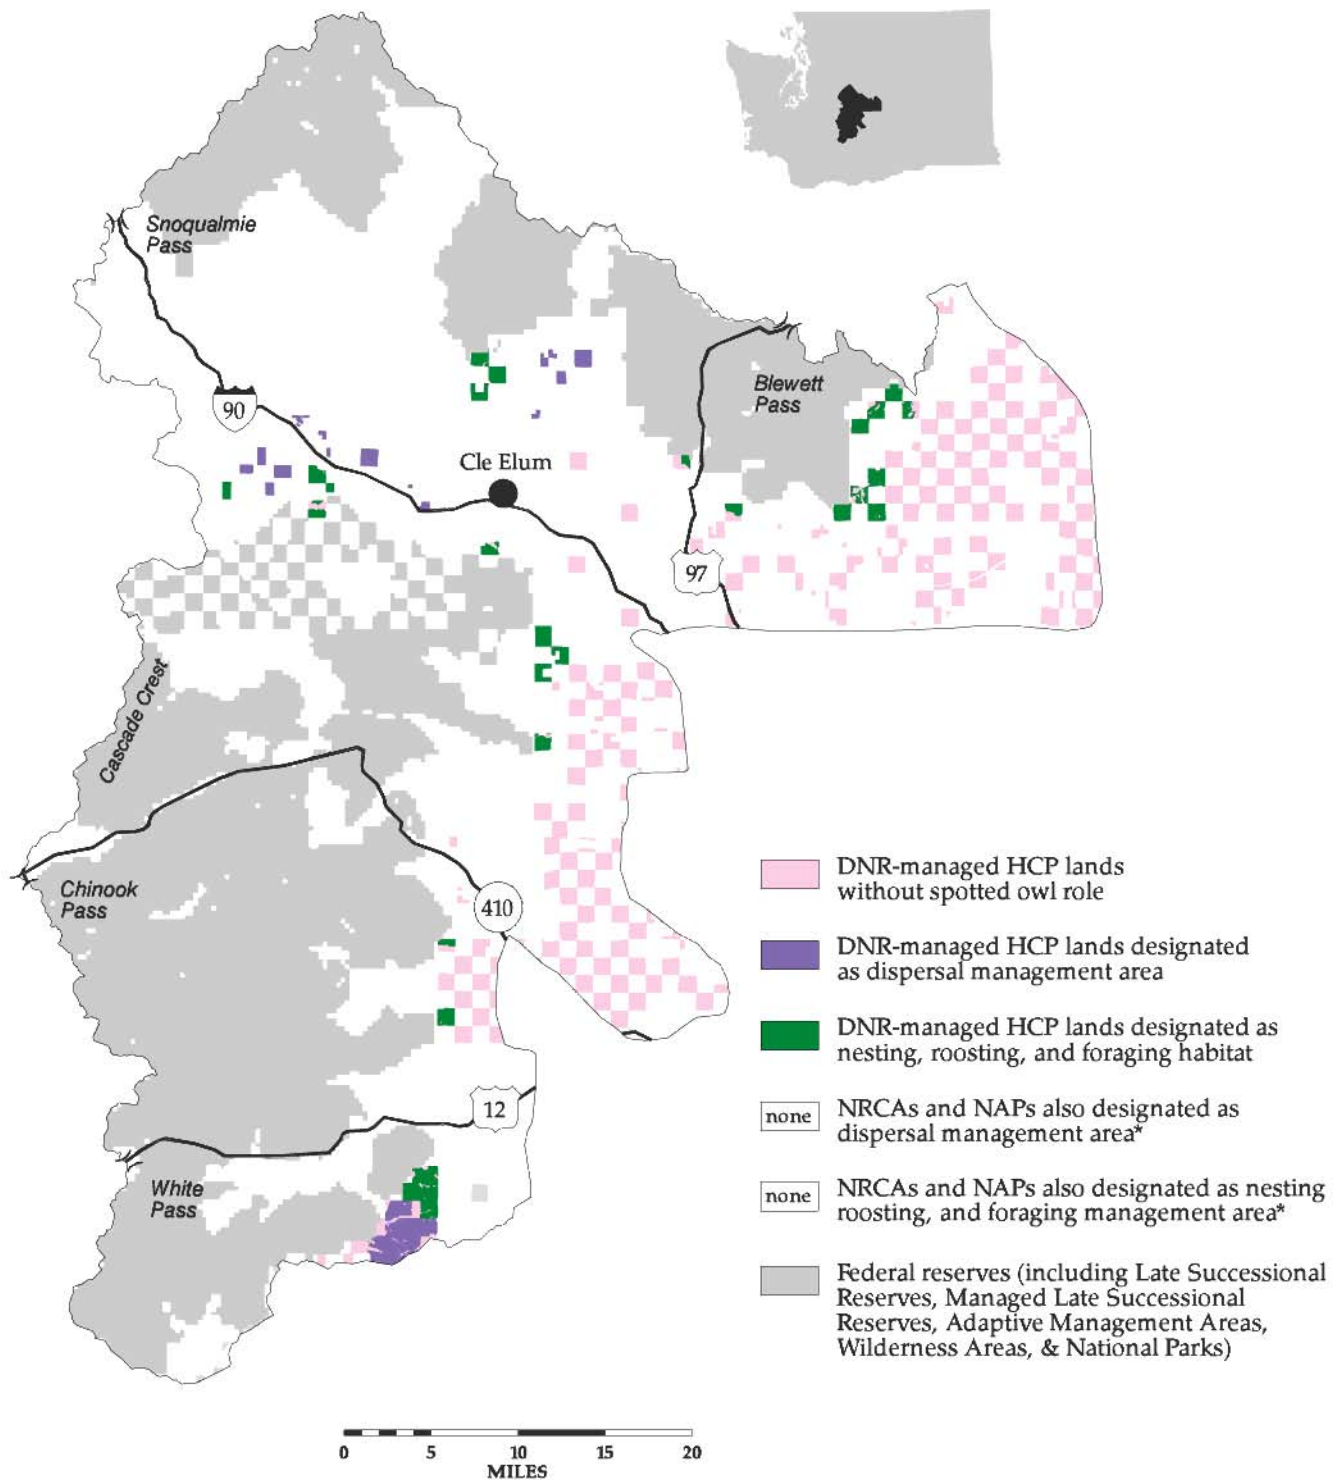 Snoqualmie
Pass
90
Blewett
Pass
Cle Elum
97
Cascade Crest
Chinook
Pass
410
12
White
Pass
DNR-managed HCP lands
without spotted owl role
DNR-managed HCP lands designated
as dispersal management area
DNR-managed HCP lands designated as
nesting, roosting, and foraging habitat
none
NRCAs and NAPs also designated as
dispersal management area*
none
NRCAs and NAPs also designated as nesting
roosting, and foraging management area*
Federal reserves (including Late Successional
Reserves, Managed Late Successional
Reserves, Adaptive Management Areas,
Wilderness Areas, & National Parks)
0 5 10 15 20
MILES